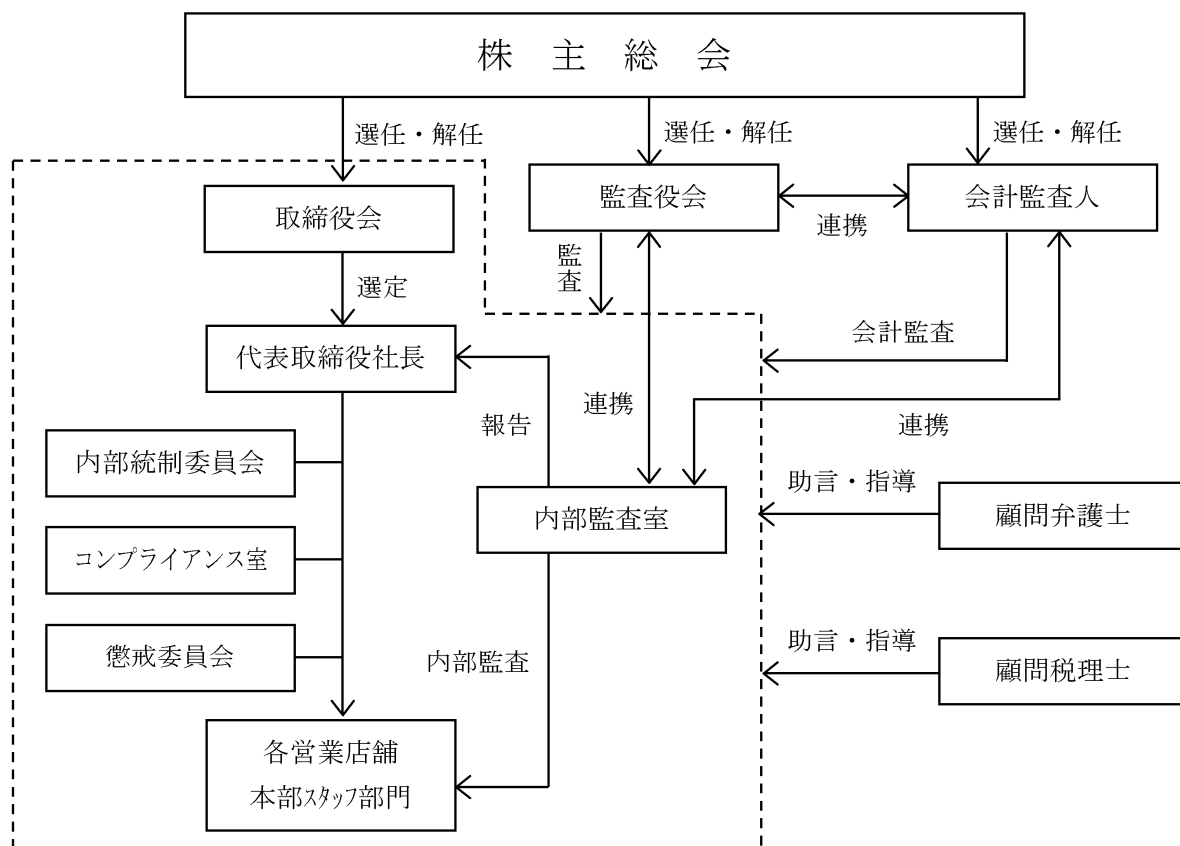 株主総会
選任・解任
選任・解任
選任・解任
取締役会
監査役会
会計監査人
連携
監査
選定
会計監査
代表取締役社長
報告
連携
連携
内部統制委員会
内部監査室
助言・指導
顧問弁護士
コンプライアンス室
助言・指導
顧問税理士
懲戒委員会
内部監査
各営業店舗
本部スタッフ部門